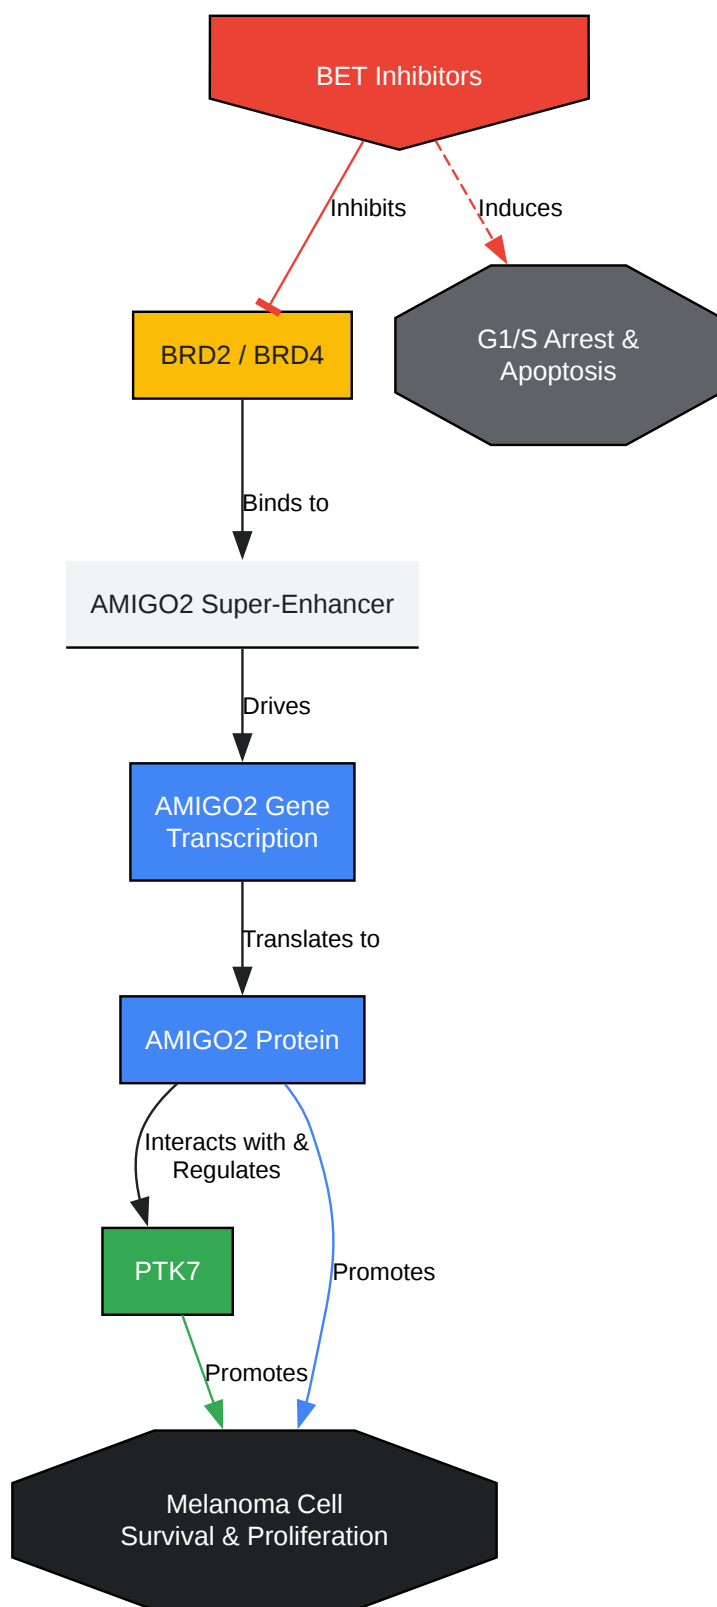 BET Inhibitors
Inhibits
Induces
BRD2 / BRD4
G1/S Arrest &
Apoptosis
Binds to
AMIGO2 Super-Enhancer
Drives
AMIGO2 Gene
Transcription
Translates to
AMIGO2 Protein
Interacts with &
Regulates
PTK7
Promotes
Promotes
Melanoma Cell
Survival & Proliferation